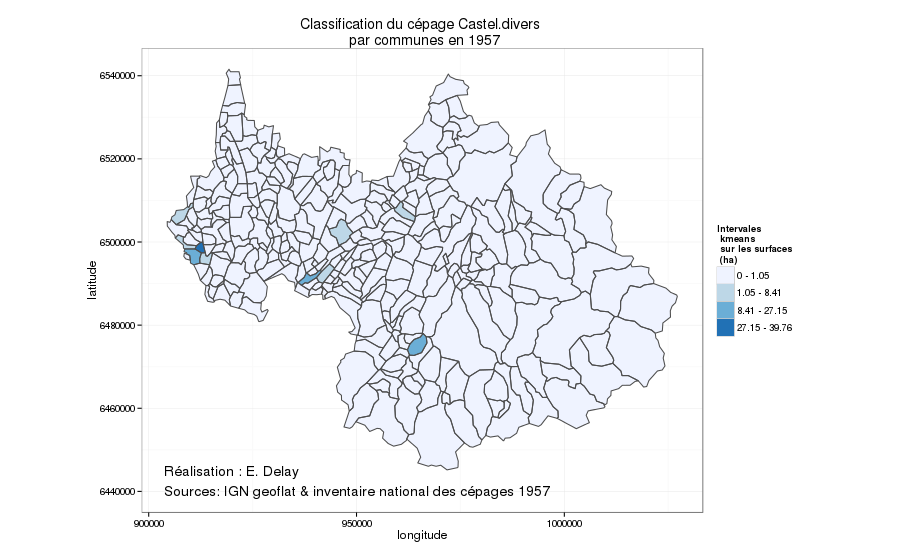 Classification du cépage Castel.divers
par communes en 1957
6540000
6520000
6500000
6480000
6460000
6440000
latitude
900000
950000
1000000
longitude
Réalisation : E. Delay
Sources: IGN geoflat & inventaire national des cépages 1957
Intervales
kmeans
sur les surfaces
(ha)
0 - 1.05
1.05 - 8.41
8.41 - 27.15
27.15 - 39.76